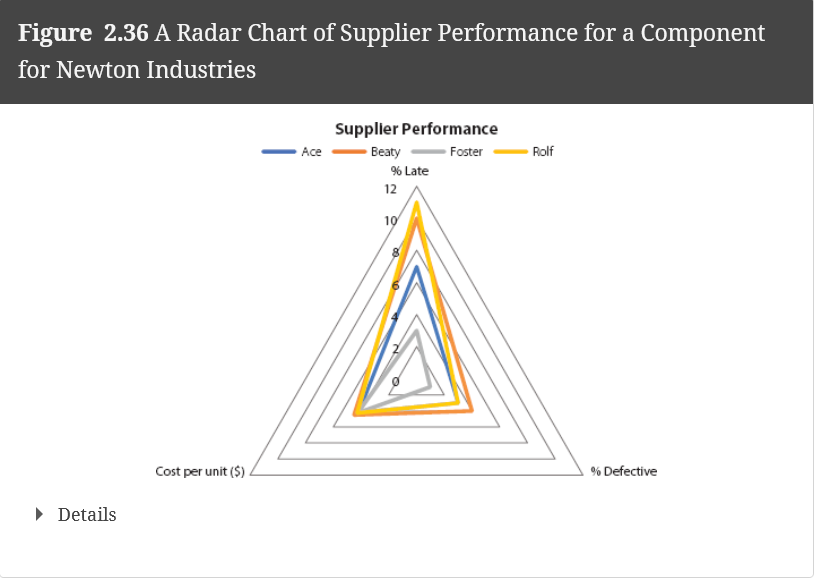 Figure 2.36 A Radar Chart of Supplier Performance for a Component
for Newton Industries
Supplier Performance
Ace Beaty Foster Rolf
% Late
12
10
8
6
4
2
0
Cost per unit ($) % Defective
Details